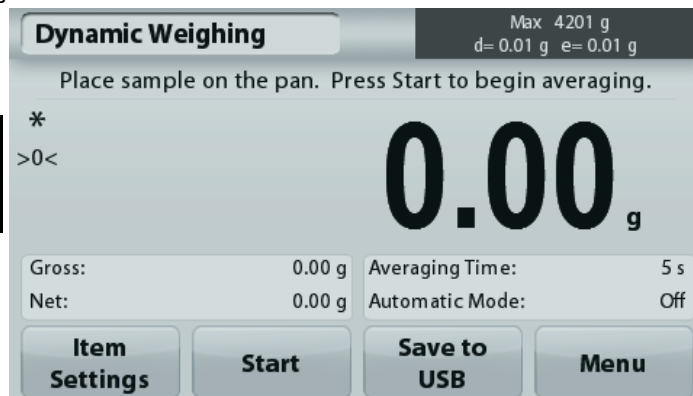 Dynamic Weighing
Max 4201 g
d= 0.01 g e= 0.01 g
Place sample on the pan. Press Start to begin averaging.
*
>0<
0.00 g
Gross: 0.00 g
Net: 0.00 g
Averaging Time: 5 s
Automatic Mode: Off
Item
Settings
Start
Save to
USB
Menu